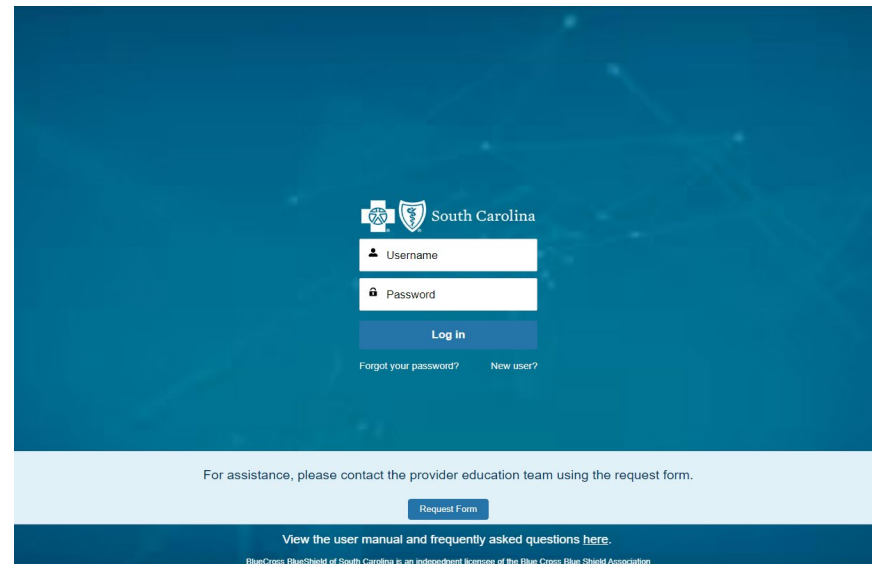 South Carolina
Username
Password
Log in
Forgot your password? New user?
For assistance, please contact the provider education team using the request form.
Request Form
View the user manual and frequently asked questions here.
BlueCross BlueShield of South Carolina is an indepednent licensee of the Blue Cross Blue Shield Association